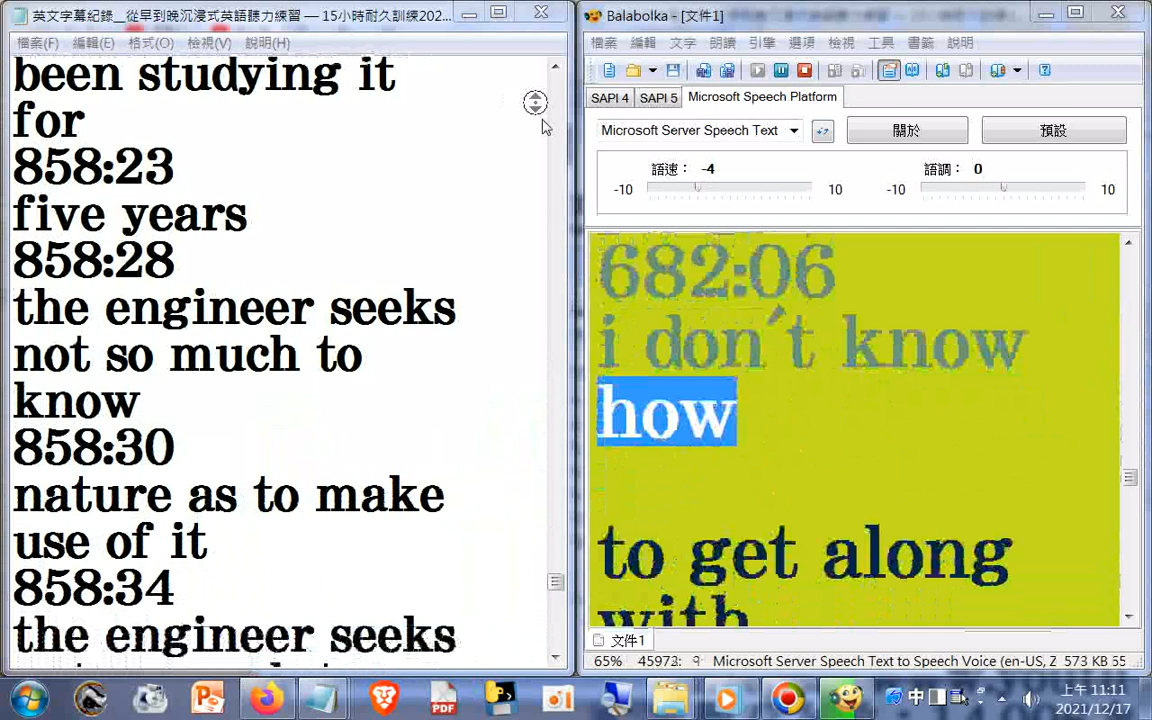 英文字幕紀錄__從早到晚沉浸式英語聽力練習 — 15小時耐久訓練202...
檔案(F) 編輯(E) 格式(O) 檢視(V) 說明(H)
been studying it
for
858:23
five years
858:28
the engineer seeks
not so much to
know
858:30
nature as to make
use of it
858:34
the engineer seeks
Balabolka - [文件1]
檔案 編輯 文字 朗讀 引擎 選項 檢視 工具 書籤 說明
SAPI 4 SAPI 5 Microsoft Speech Platform
Microsoft Server Speech Text 關於 預設
語速: -4 語調: 0
-10 10 -10 10
682:06
i don't know
how
to get along
with
文件1
65% 45972: Microsoft Server Speech Text to Speech Voice (en-US, Z 573 KB 55
中
上午 11:11
2021/12/17